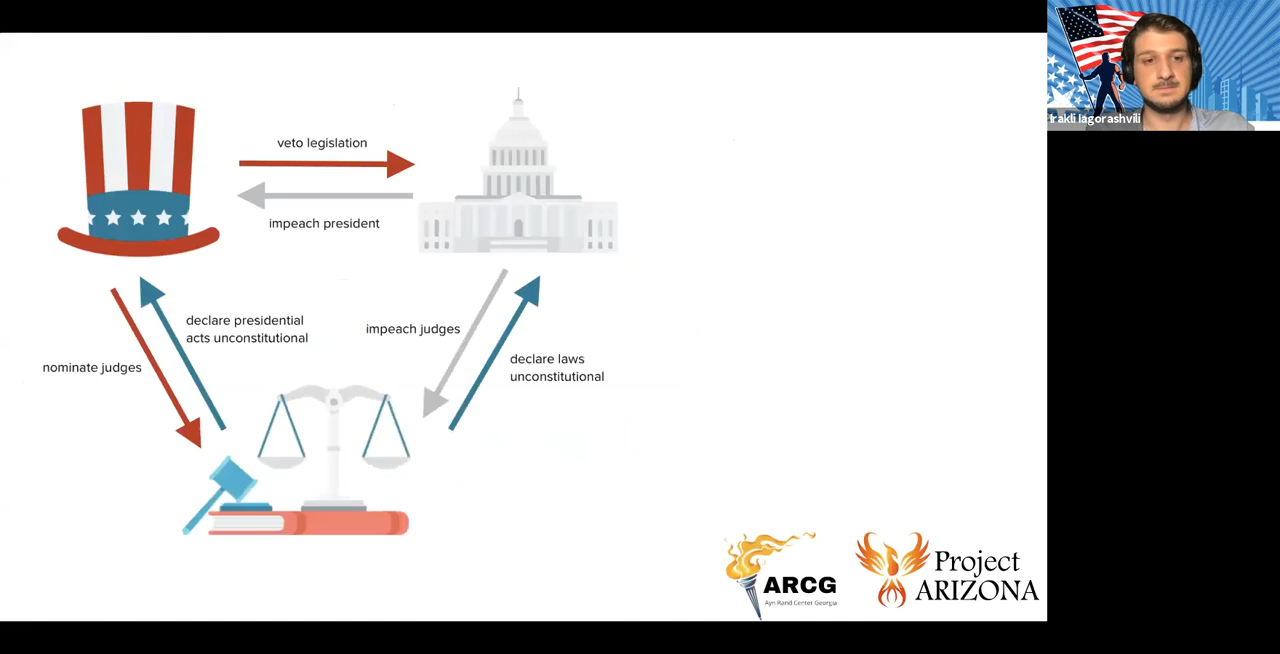 veto legislation
impeach president
declare presidential
acts unconstitutional
nominate judges
impeach judges
declare laws
unconstitutional
ARCG
Ayn Rand Center Georgia
Project
ARIZONA
Irakli Iagorashvili